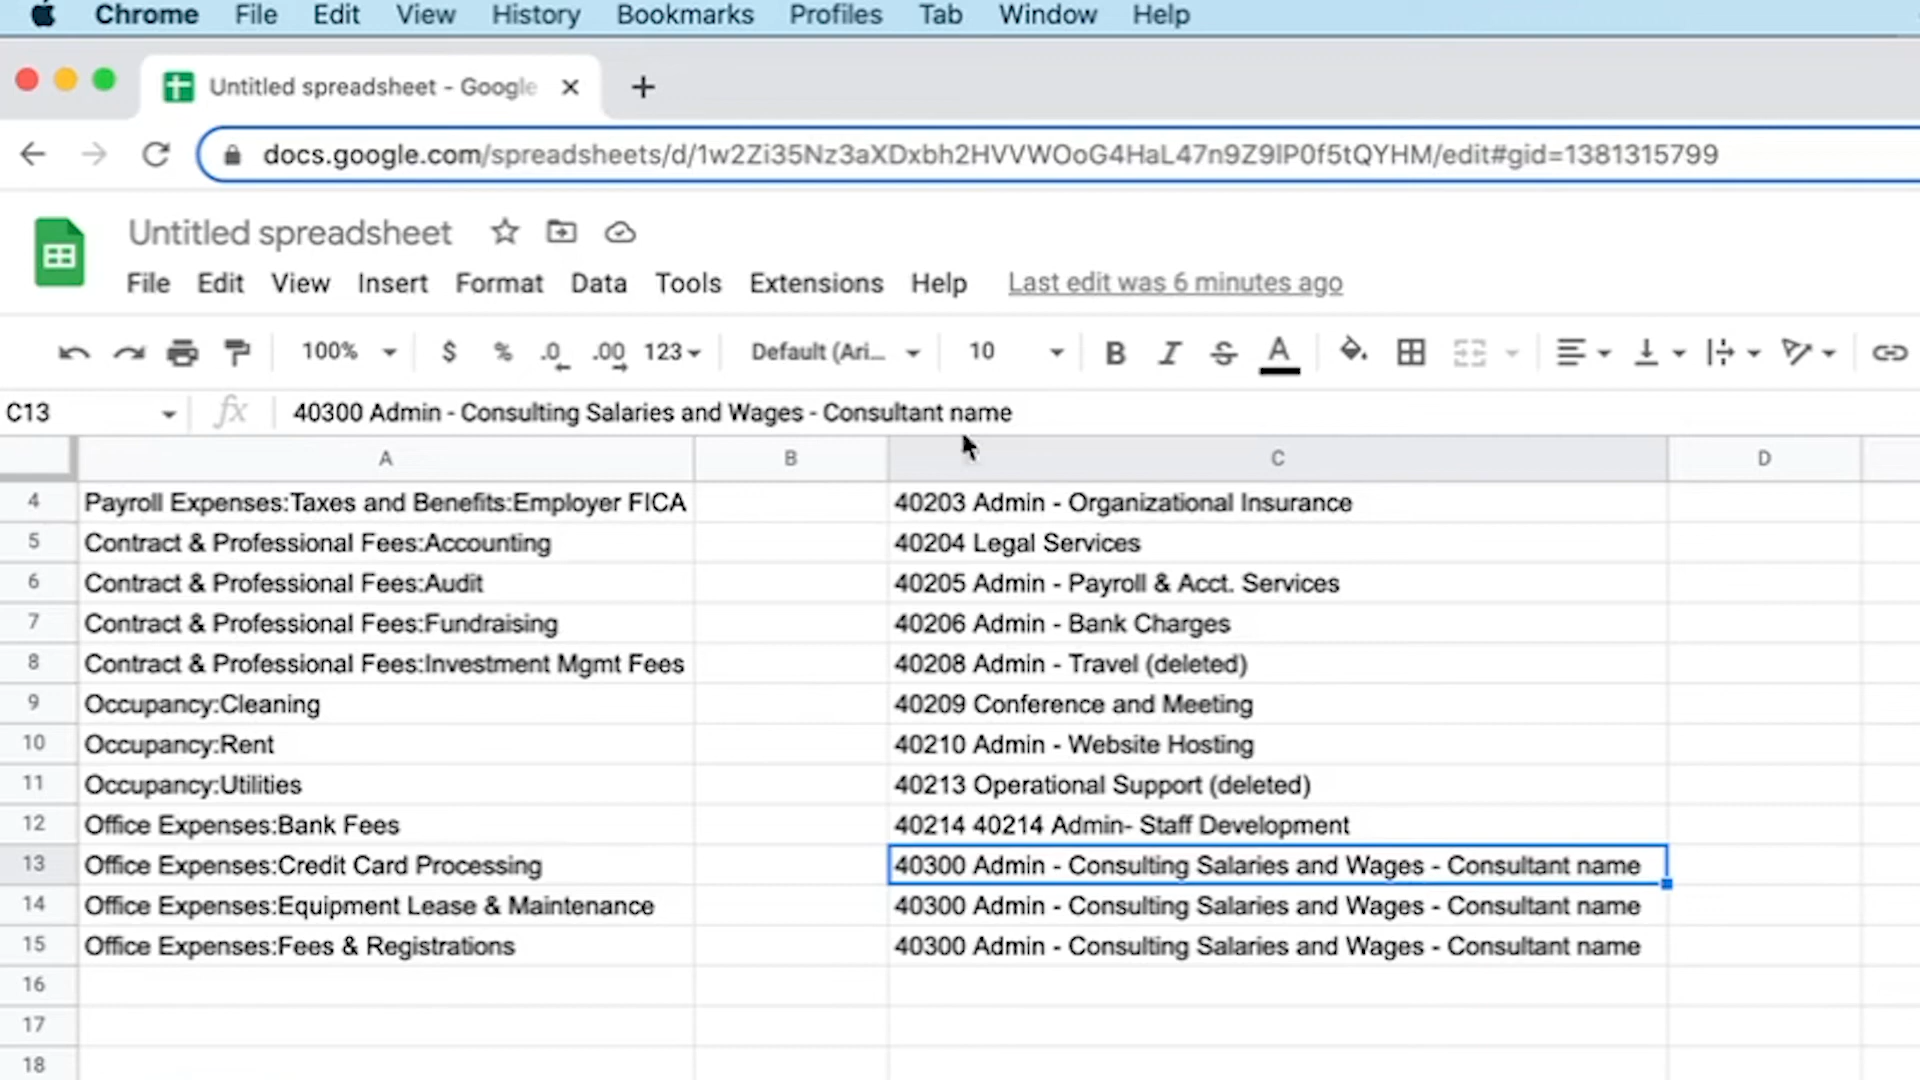 Chrome File Edit View History Bookmarks Profiles Tab Window Help
Untitled spreadsheet - Google
docs.google.com/spreadsheets/d/1w2Zi35Nz3aXDxbh2HVVWOoG4HaL47n9Z9lP0f5tQYHM/edit#gid=1381315799
Untitled spreadsheet
File Edit View Insert Format Data Tools Extensions Help Last edit was 6 minutes ago
100% $ % .0 .00 123 Default (Ari... 10 B I S A
C13 fx 40300 Admin - Consulting Salaries and Wages - Consultant name
A B C D
4 Payroll Expenses:Taxes and Benefits:Employer FICA 40203 Admin - Organizational Insurance
5 Contract & Professional Fees:Accounting 40204 Legal Services
6 Contract & Professional Fees:Audit 40205 Admin - Payroll & Acct. Services
7 Contract & Professional Fees:Fundraising 40206 Admin - Bank Charges
8 Contract & Professional Fees:Investment Mgmt Fees 40208 Admin - Travel (deleted)
9 Occupancy:Cleaning 40209 Conference and Meeting
10 Occupancy:Rent 40210 Admin - Website Hosting
11 Occupancy:Utilities 40213 Operational Support (deleted)
12 Office Expenses:Bank Fees 40214 40214 Admin- Staff Development
13 Office Expenses:Credit Card Processing 40300 Admin - Consulting Salaries and Wages - Consultant name
14 Office Expenses:Equipment Lease & Maintenance 40300 Admin - Consulting Salaries and Wages - Consultant name
15 Office Expenses:Fees & Registrations 40300 Admin - Consulting Salaries and Wages - Consultant name
16
17
18